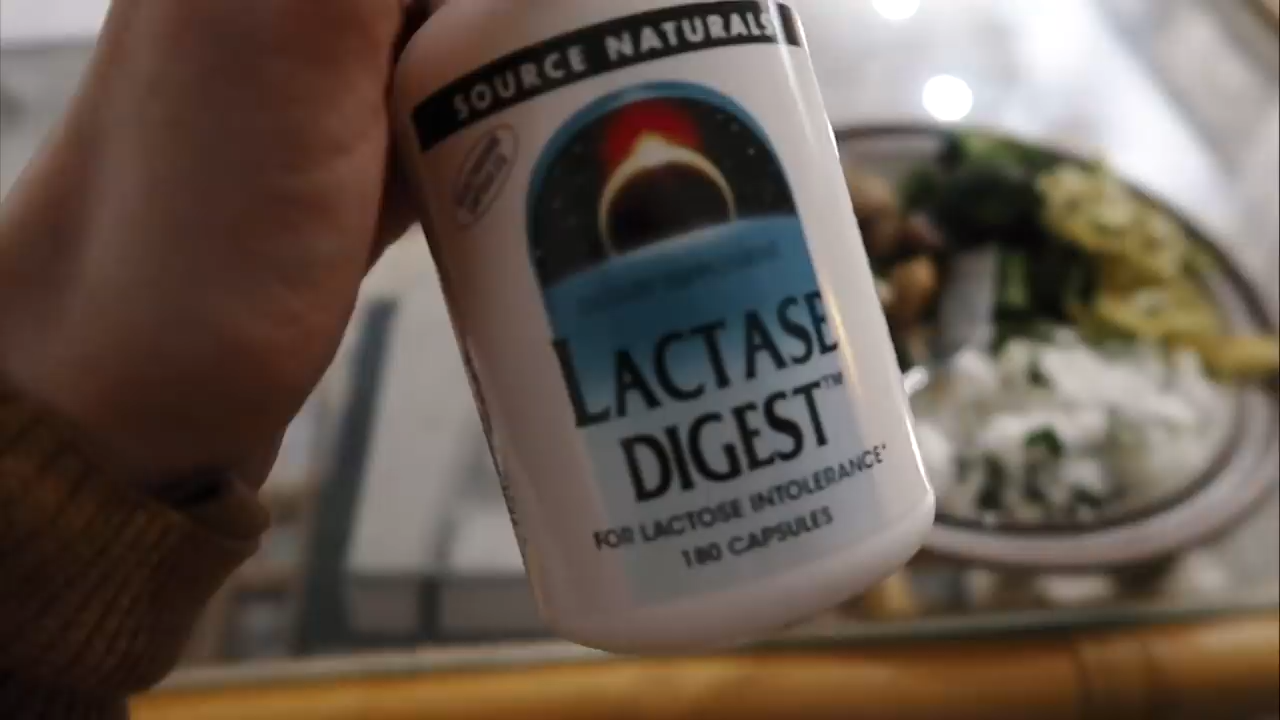 SOURCE NATURALS
LACTASE
DIGEST™
FOR LACTOSE INTOLERANCE*
180 CAPSULES